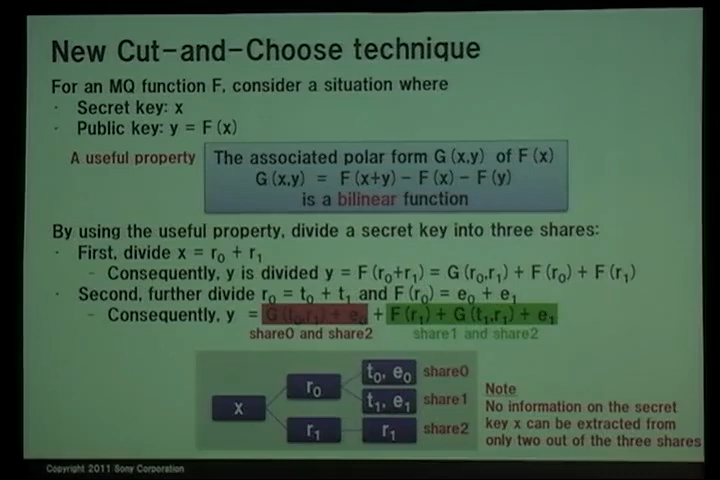 New Cut-and-Choose technique
For an MQ function F, consider a situation where
· Secret key: x
· Public key: y = F(x)
A useful property
The associated polar form G(x,y) of F(x)
G(x,y) = F(x+y) - F(x) - F(y)
is a bilinear function
By using the useful property, divide a secret key into three shares:
· First, divide x = r₀ + r₁
- Consequently, y is divided y = F(r₀+r₁) = G(r₀,r₁) + F(r₀) + F(r₁)
· Second, further divide r₀ = t₀ + t₁ and F(r₀) = e₀ + e₁
- Consequently, y = G(t₀,r₁) + e₀ + F(r₁) + G(t₁,r₁) + e₁
share0 and share2 share1 and share2
x
r₀
r₁
t₀, e₀ share0
t₁, e₁ share1
r₁ share2
Note
No information on the secret
key x can be extracted from
only two out of the three shares
Copyright 2011 Sony Corporation